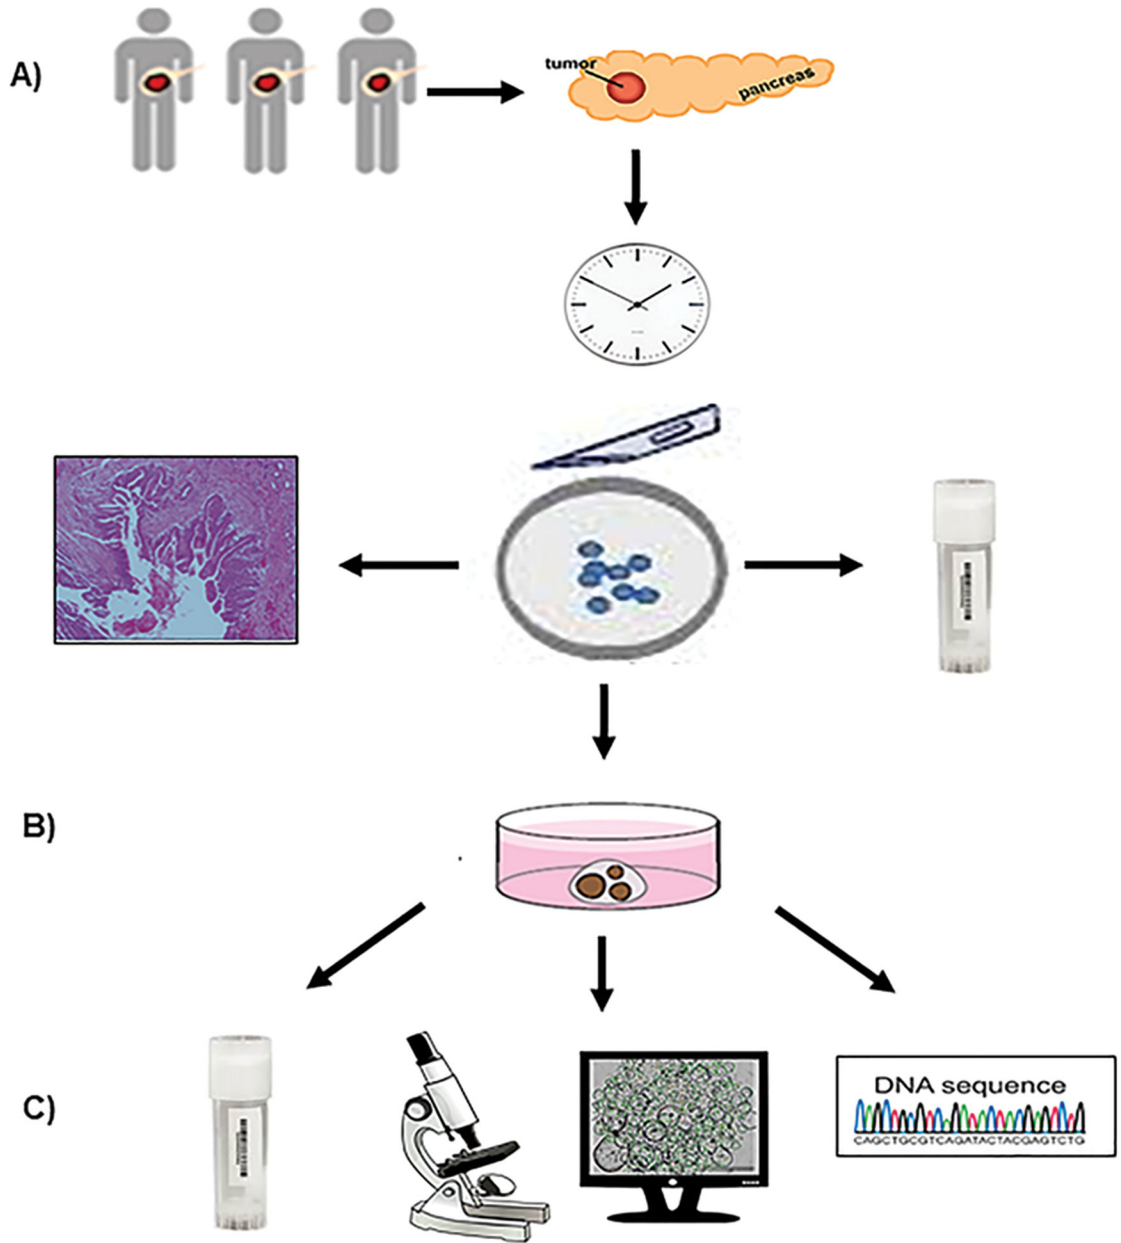 A)
tumor
pancreas
B)
C)
DNA sequence
CAGCTGCGTCAGATACTACGAGTCTG